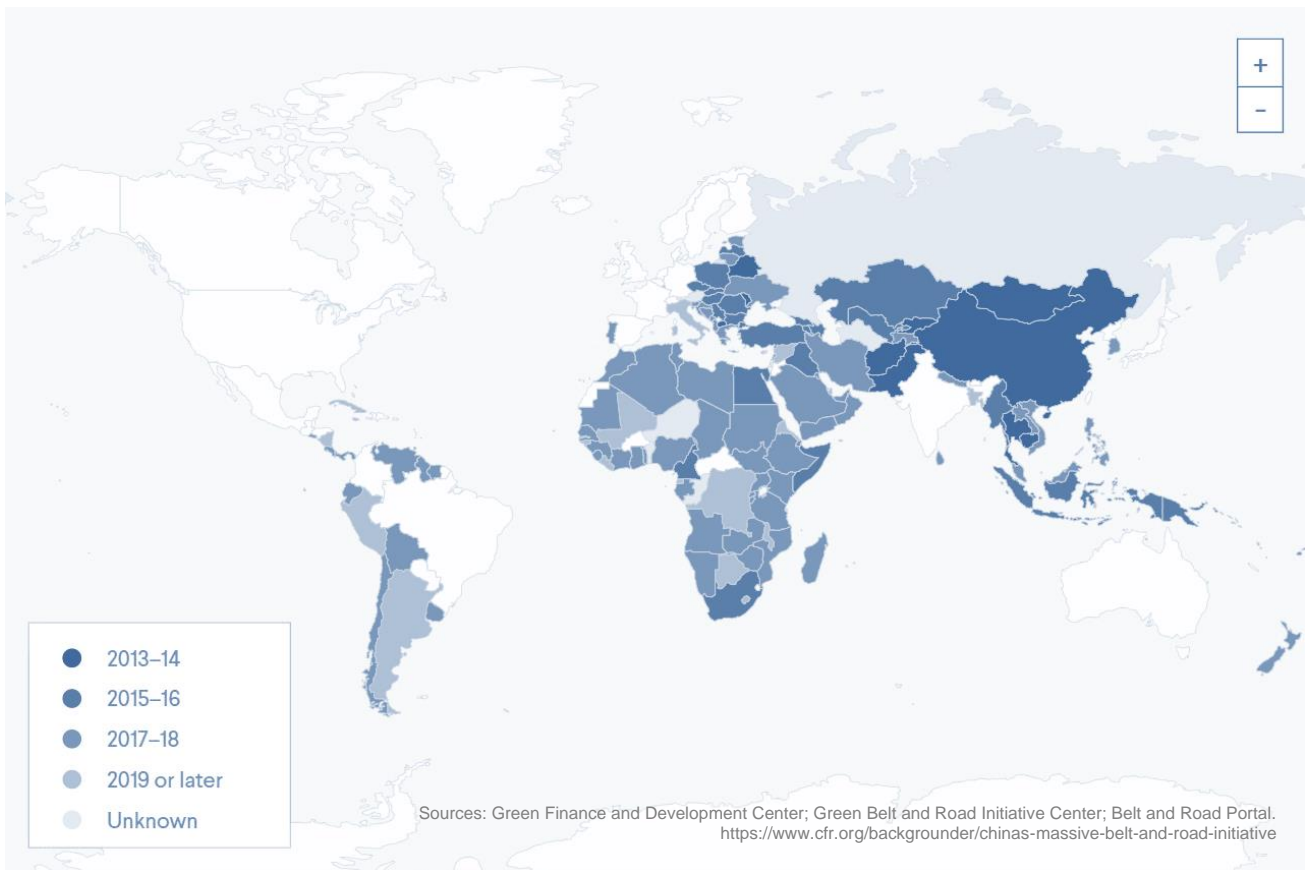 +
-
2013–14
2015–16
2017–18
2019 or later
Unknown
Sources: Green Finance and Development Center; Green Belt and Road Initiative Center; Belt and Road Portal.
https://www.cfr.org/backgrounder/chinas-massive-belt-and-road-initiative